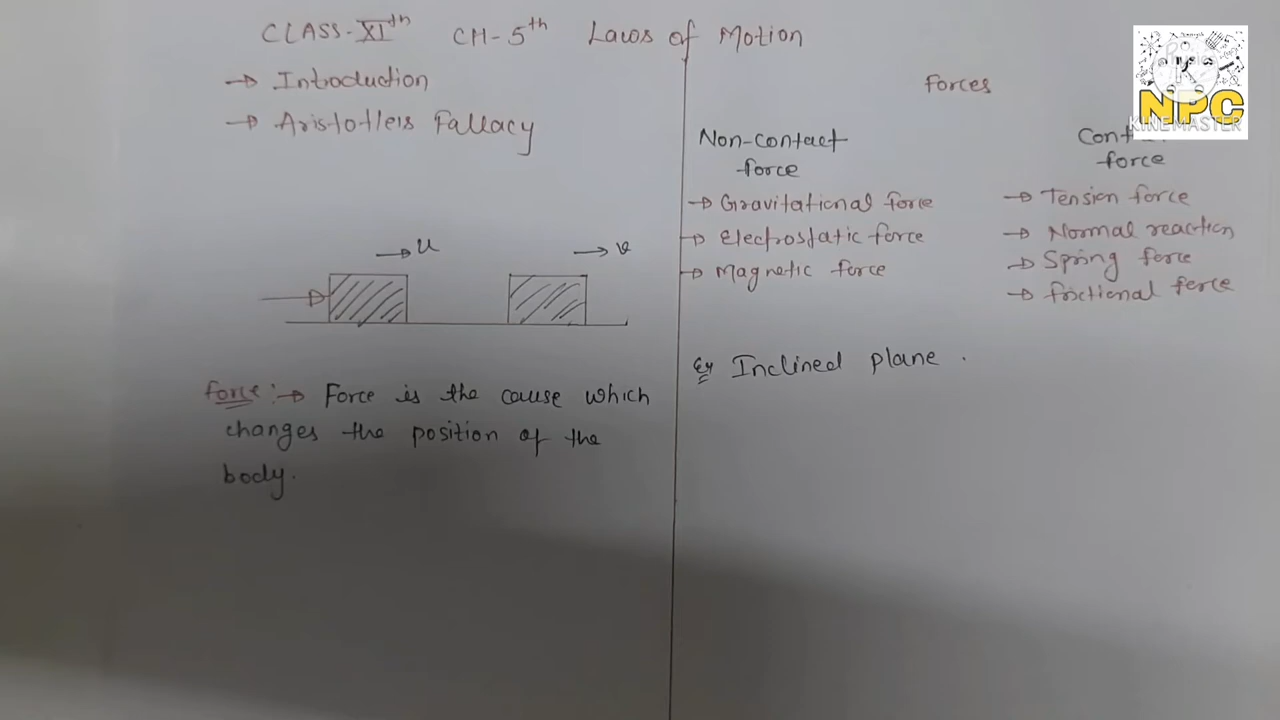 CLASS-XIth CH-5th Laws of Motion
→ Introduction
→ Aristotleis Fallacy
u
v
force :→ Force is the cause which
changes the position of the
body.
Forces
Non-contact
force
→ Gravitational force
→ Electrostatic force
→ Magnetic force
force
→ Tension force
→ Normal reaction
→ Spring force
→ frictional force
Ex Inclined plane .
NPC
KINEMASTER